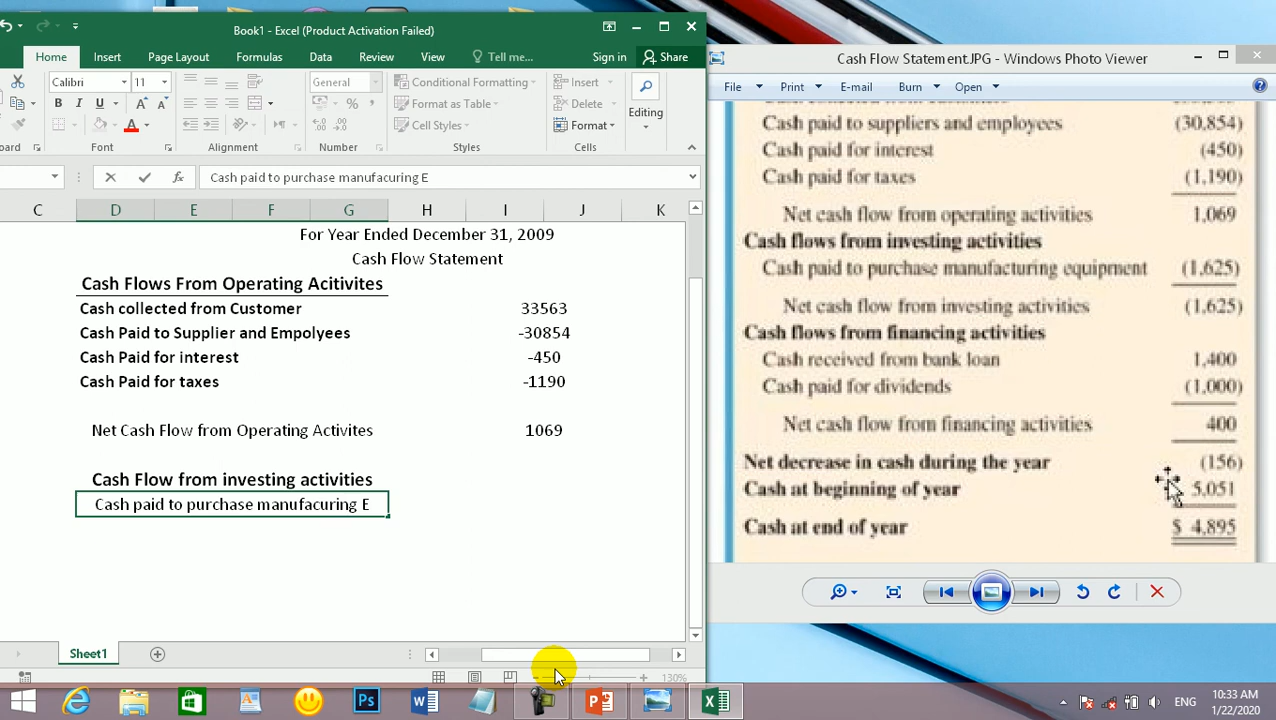 Book1 - Excel (Product Activation Failed)
Home Insert Page Layout Formulas Data Review View Tell me... Sign in Share
Calibri 11 General Conditional Formatting Insert
B I U A A % , Format as Table Delete Editing
A Cell Styles Format
oard Font Alignment Number Styles Cells
fx Cash paid to purchase manufacuring E
C D E F G H I J K
For Year Ended December 31, 2009
Cash Flow Statement
Cash Flows From Operating Acitivites
Cash collected from Customer 33563
Cash Paid to Supplier and Empolyees -30854
Cash Paid for interest -450
Cash Paid for taxes -1190
Net Cash Flow from Operating Activites 1069
Cash Flow from investing activities
Cash paid to purchase manufacuring E
Sheet1
130%
Cash Flow Statement.JPG - Windows Photo Viewer
File Print E-mail Burn Open
Cash paid to suppliers and employees (30,854)
Cash paid for interest (450)
Cash paid for taxes (1,190)
Net cash flow from operating activities 1,069
Cash flows from investing activities
Cash paid to purchase manufacturing equipment (1,625)
Net cash flow from investing activities (1,625)
Cash flows from financing activities
Cash received from bank loan 1,400
Cash paid for dividends (1,000)
Net cash flow from financing activities 400
Net decrease in cash during the year (156)
Cash at beginning of year 5,051
Cash at end of year $ 4,895
Ps
ENG 10:33 AM
1/22/2020